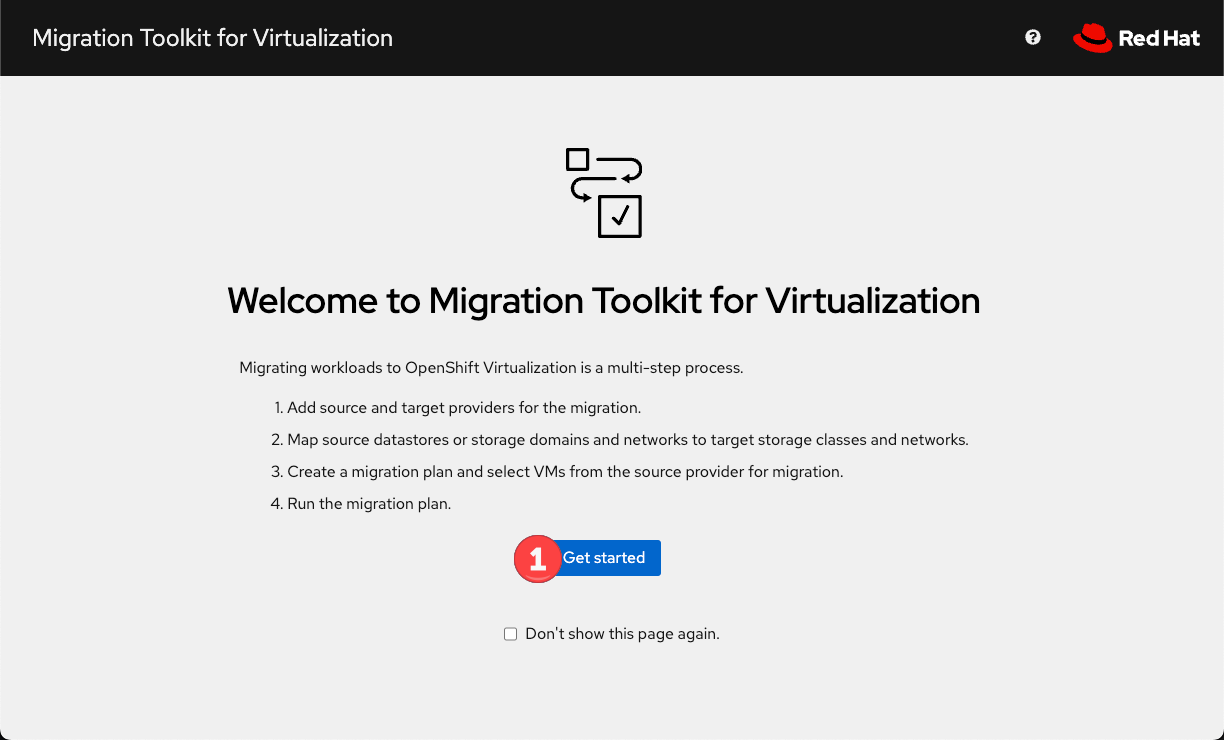 Migration Toolkit for Virtualization
? Red Hat
Welcome to Migration Toolkit for Virtualization
Migrating workloads to OpenShift Virtualization is a multi-step process.
1. Add source and target providers for the migration.
2. Map source datastores or storage domains and networks to target storage classes and networks.
3. Create a migration plan and select VMs from the source provider for migration.
4. Run the migration plan.
1 Get started
Don't show this page again.